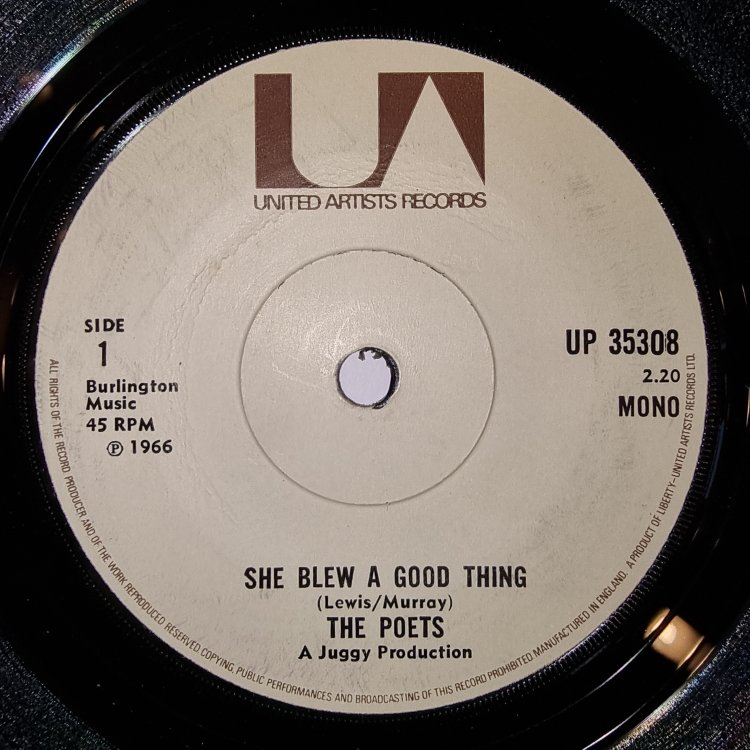 UA
UNITED ARTISTS RECORDS
SIDE
1
Burlington
Music
45 RPM
℗ 1966
UP 35308
2.20
MONO
SHE BLEW A GOOD THING
(Lewis/Murray)
THE POETS
A Juggy Production
ALL RIGHTS OF THE RECORD PRODUCER AND OF THE WORK REPRODUCED RESERVED COPYING, PUBLIC PERFORMANCES AND BROADCASTING OF THIS RECORD PROHIBITED. MANUFACTURED IN ENGLAND. A PRODUCT OF LIBERTY-UNITED ARTISTS RECORDS LTD.